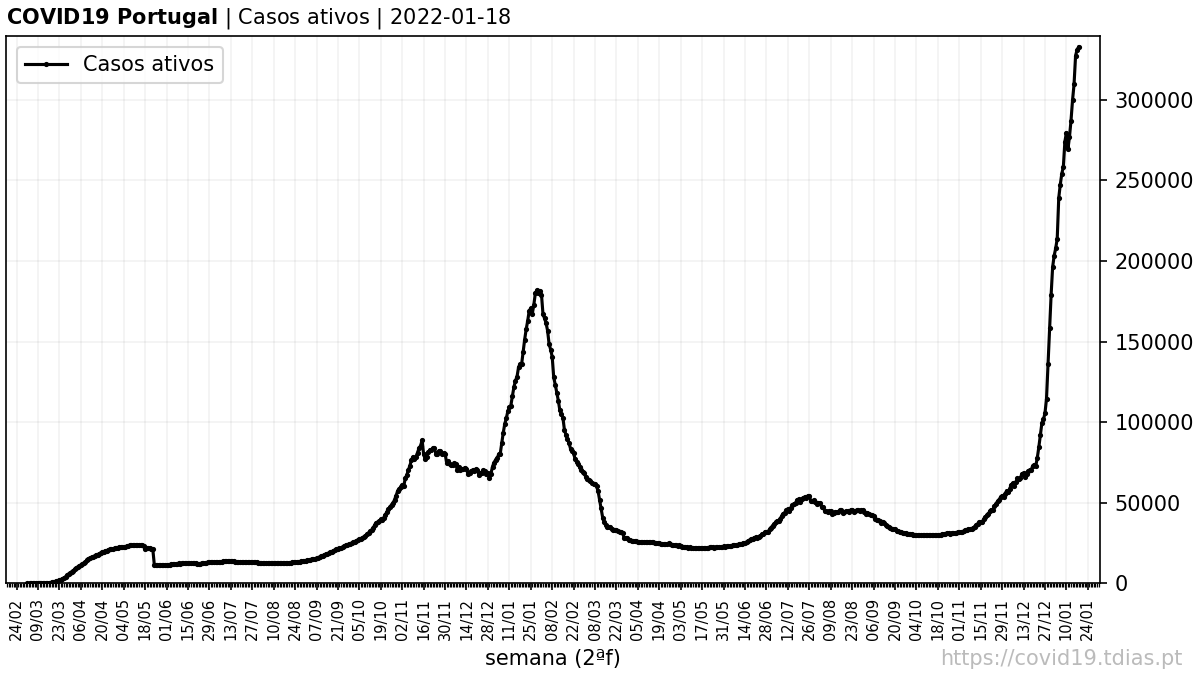 COVID19 Portugal | Casos ativos | 2022-01-18
Casos ativos
300000
250000
200000
150000
100000
50000
0
24/02 09/03 23/03 06/04 20/04 04/05 18/05 01/06 15/06 29/06 13/07 27/07 10/08 24/08 07/09 21/09 05/10 19/10 02/11 16/11 30/11 14/12 28/12 11/01 25/01 08/02 22/02 08/03 22/03 05/04 19/04 03/05 17/05 31/05 14/06 28/06 12/07 26/07 09/08 23/08 06/09 20/09 04/10 18/10 01/11 15/11 29/11 13/12 27/12 10/01 24/01
semana (2ªf)
https://covid19.tdias.pt